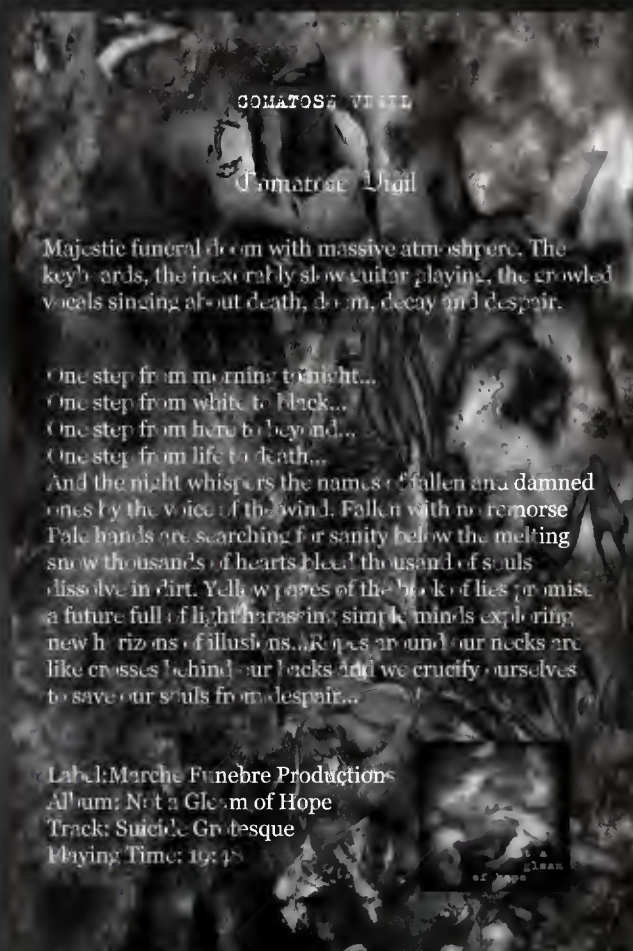 COMATOSE VIGIL
Comatose Vigil
Majestic funeral doom with massive atmoshpere. The
keyboards, the inexorably slow guitar playing, the growled
vocals singing about death, doom, decay and despair.
One step from morning to night...
One step from white to black...
One step from here to beyond...
One step from life to death...
And the night whispers the names of fallen and damned
ones by the voice of the wind. Fallen with no remorse
Pale hands are searching for sanity below the melting
snow thousands of hearts bleed thousand of souls
dissolve in dirt. Yellow pages of the book of lies promise
a future full of light harassing simple minds exploring
new horizons of illusions...Ropes around our necks are
like crosses behind our backs and we crucify ourselves
to save our souls from despair...
Label:Marche Funebre Productions
Album: Not a Gleam of Hope
Track: Suicide Grotesque
Playing Time: 19:48
t a
gleam
of hope